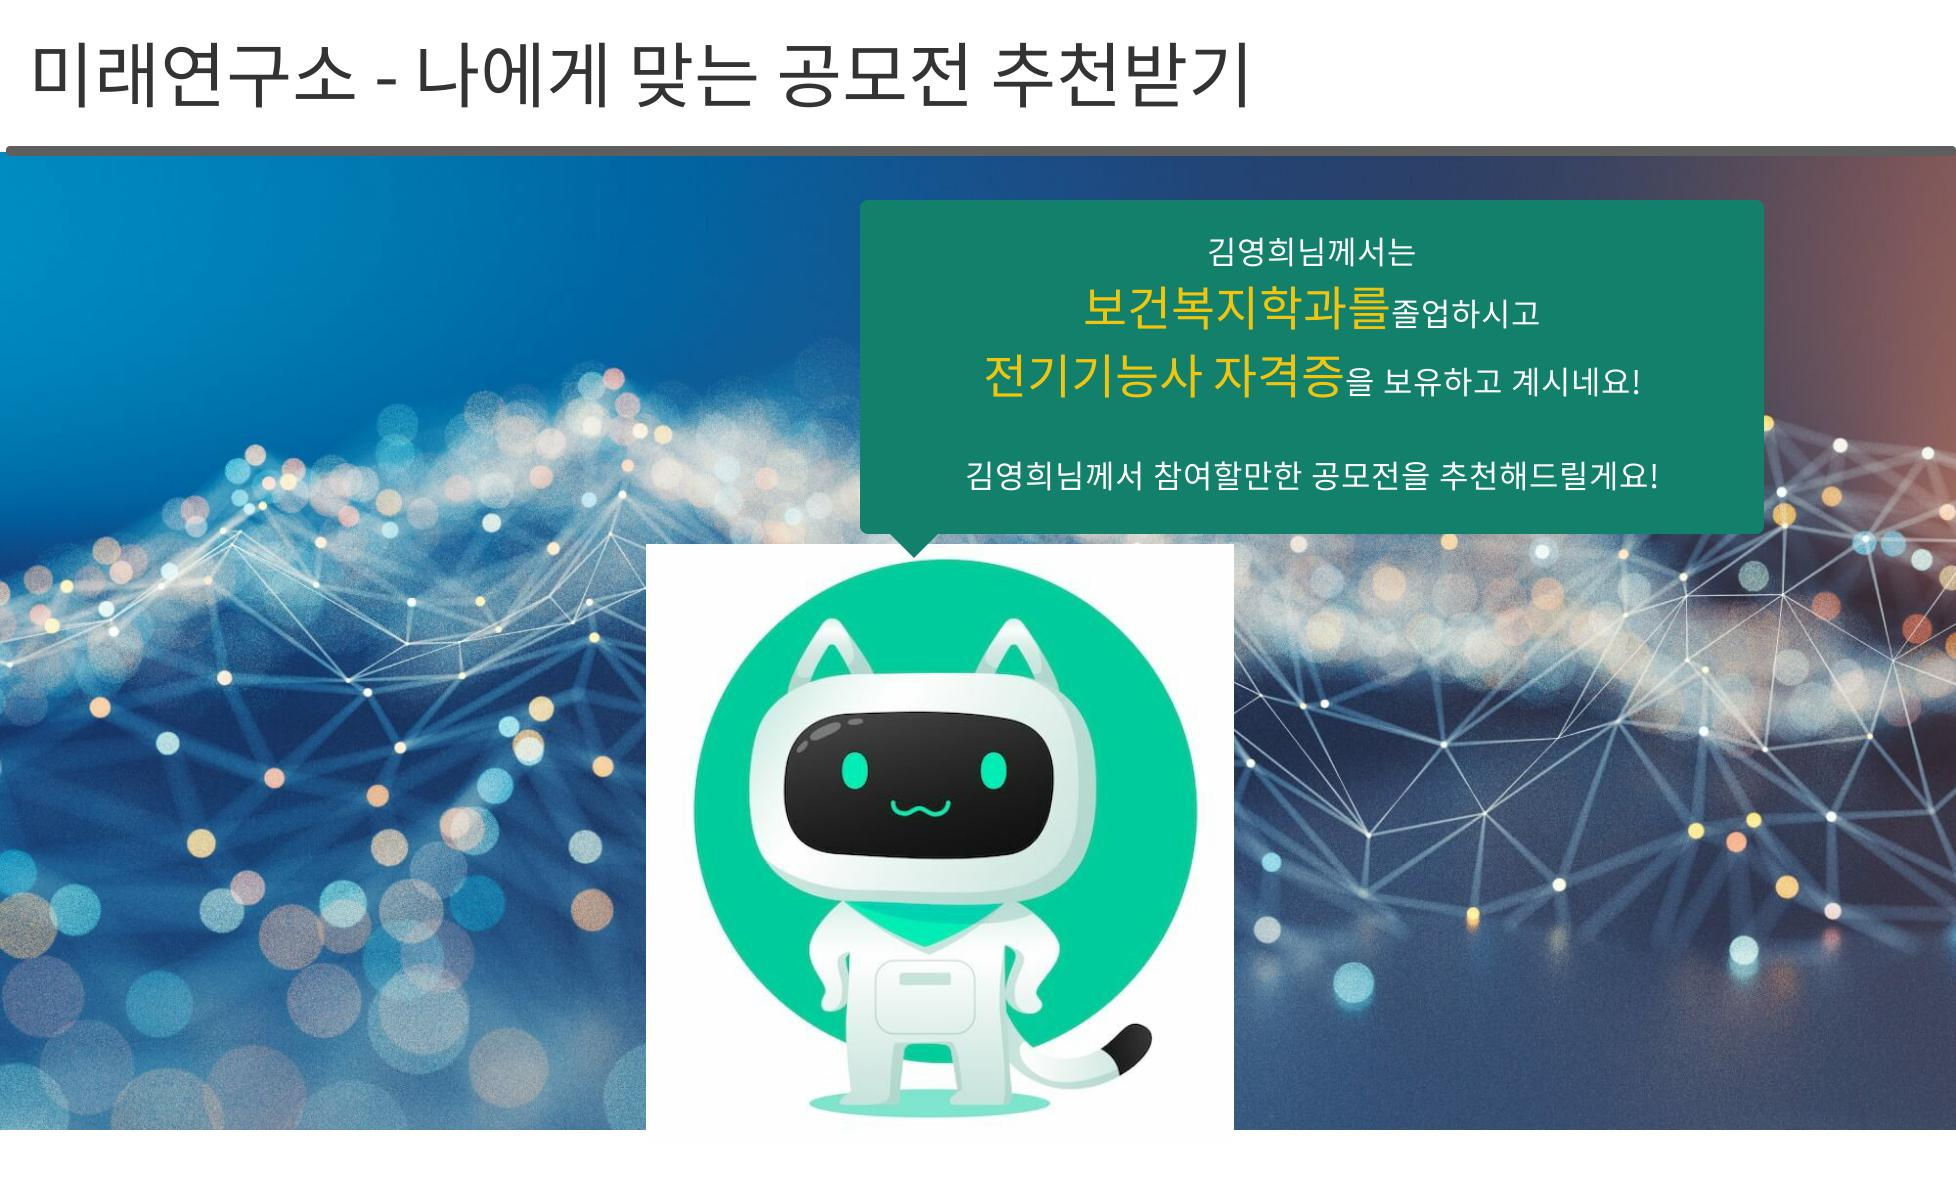 미래연구소 - 나에게 맞는 공모전 추천받기
김영희님께서는
보건복지학과를졸업하시고
전기기능사 자격증을 보유하고 계시네요!
김영희님께서 참여할만한 공모전을 추천해드릴게요!